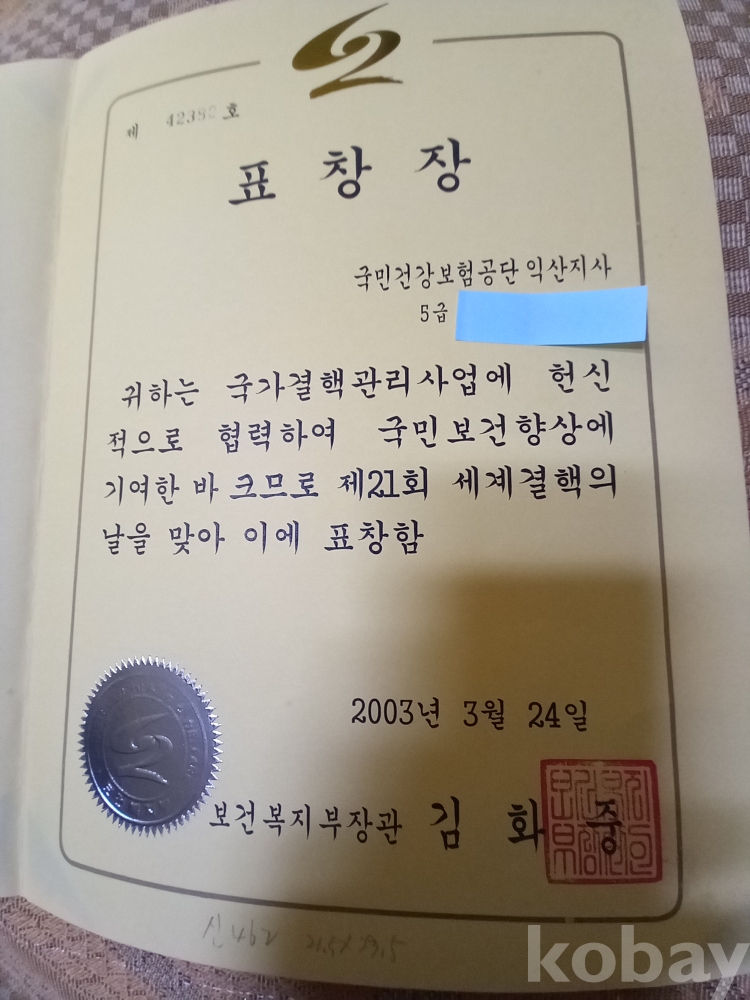 제 42382 호
표 창 장
국민건강보험공단 익산지사
5급
귀하는 국가결핵관리사업에 헌신
적으로 협력하여 국민보건향상에
기여한 바 크므로 제21회 세계결핵의
날을 맞아 이에 표창함
2003년 3월 24일
보건복지부장관 김 화 중
kobay